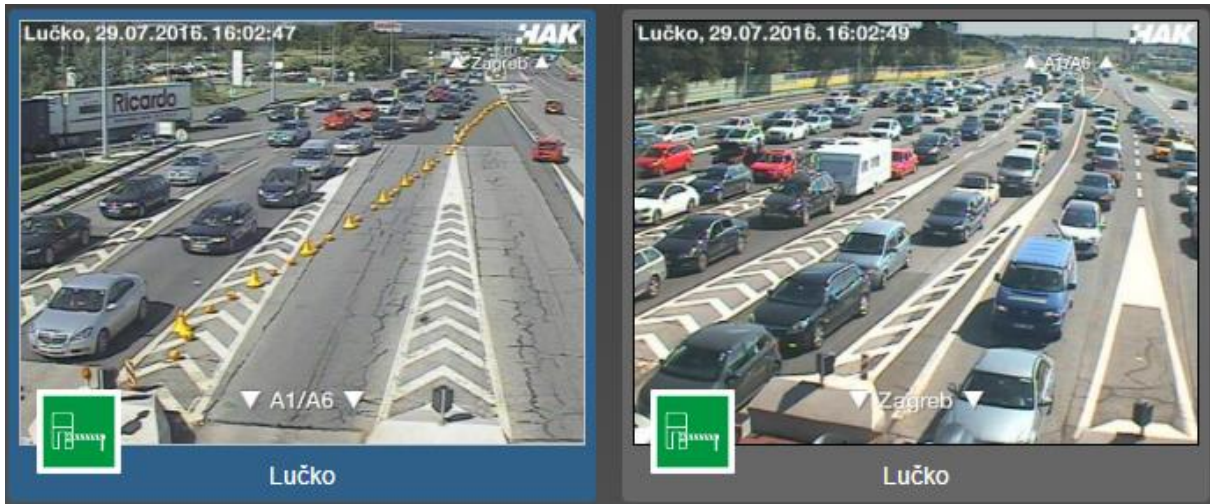 Lučko, 29.07.2016. 16:02:47
HAK
▲ Zagreb ▲
Ricardo
▼ A1/A6 ▼
Lučko
Lučko, 29.07.2016. 16:02:49
HAK
▲ A1/A6 ▲
▼ Zagreb ▼
Lučko